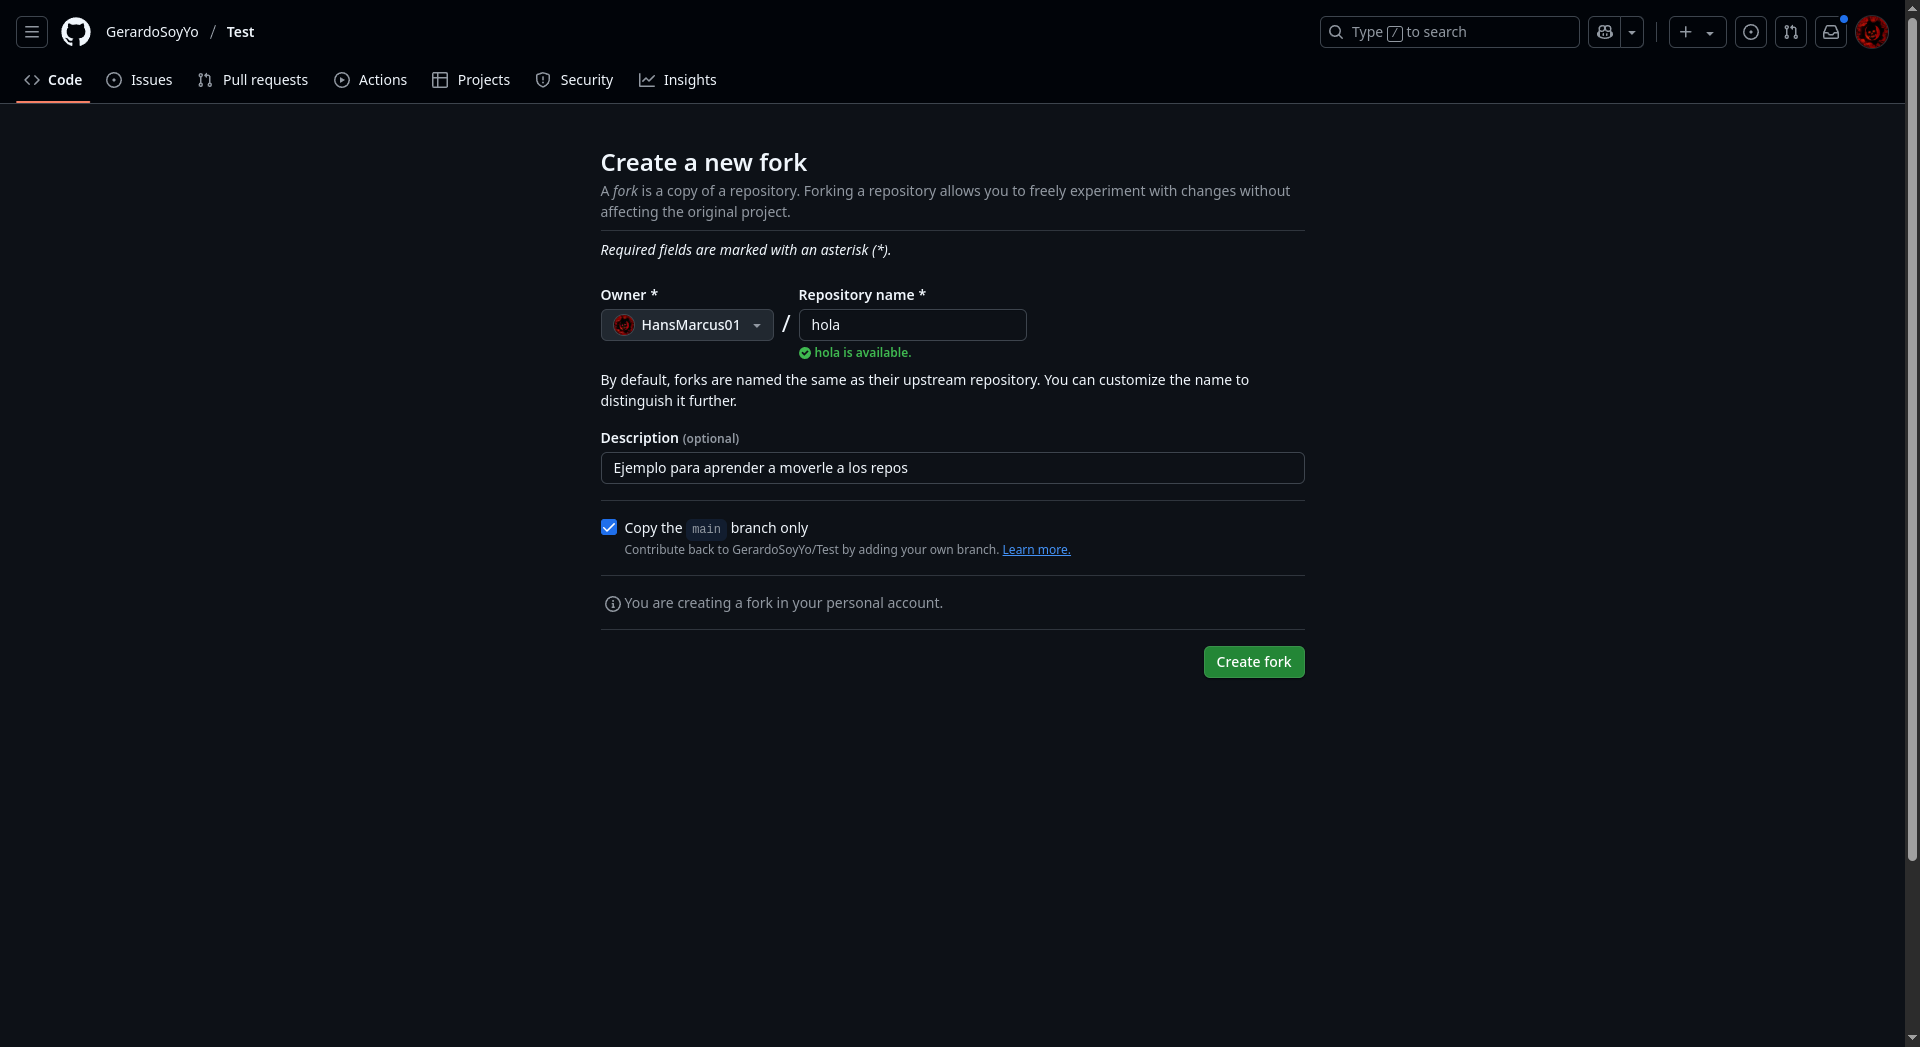 GerardoSoyYo / Test
Type / to search
Code Issues Pull requests Actions Projects Security Insights
Create a new fork
A fork is a copy of a repository. Forking a repository allows you to freely experiment with changes without
affecting the original project.
Required fields are marked with an asterisk (*).
Owner * Repository name *
HansMarcus01 / hola
hola is available.
By default, forks are named the same as their upstream repository. You can customize the name to
distinguish it further.
Description (optional)
Ejemplo para aprender a moverle a los repos
Copy the main branch only
Contribute back to GerardoSoyYo/Test by adding your own branch. Learn more.
You are creating a fork in your personal account.
Create fork